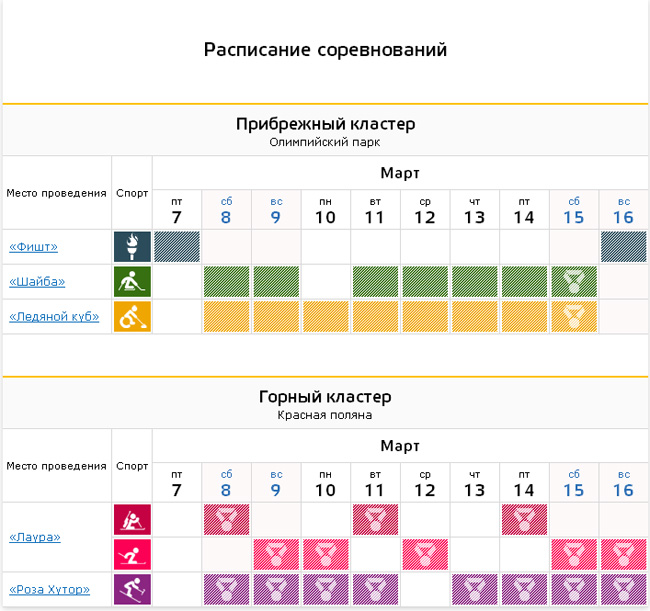 Расписание соревнований
Прибрежный кластер
Олимпийский парк
Место проведения Спорт Март
пт сб вс пн вт ср чт пт сб вс
7 8 9 10 11 12 13 14 15 16
«Фишт»
«Шайба»
«Ледяной куб»
Горный кластер
Красная поляна
Место проведения Спорт Март
пт сб вс пн вт ср чт пт сб вс
7 8 9 10 11 12 13 14 15 16
«Лаура»
«Роза Хутор»